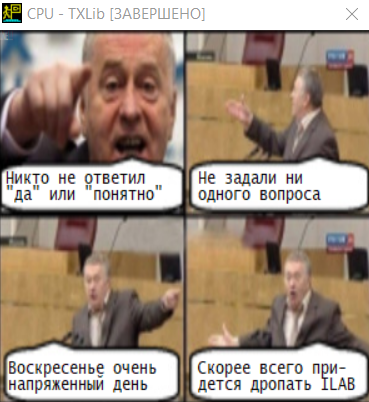 CPU - TXLib [ЗАВЕРШЕНО]
Никто не ответил
"да" или "понятно"
Не задали ни
одного вопроса
Воскресенье очень
напряженный день
Скорее всего при-
дется дропать ILAB